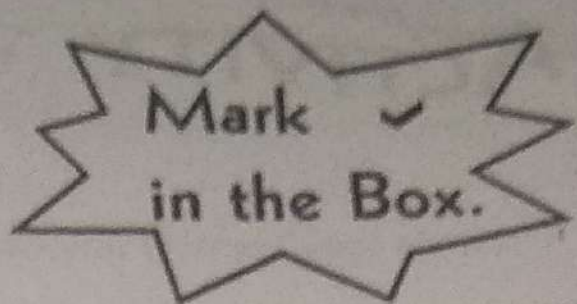 Mark ✓
in the Box.